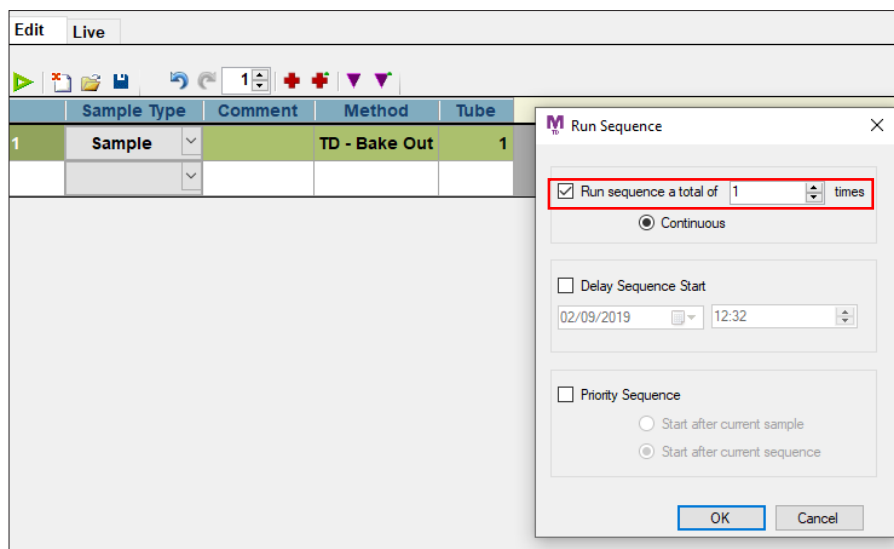 Edit Live
1
Sample Type Comment Method Tube
1 Sample TD - Bake Out 1
M TD Run Sequence
Run sequence a total of 1 times
Continuous
Delay Sequence Start
02/09/2019 12:32
Priority Sequence
Start after current sample
Start after current sequence
OK Cancel